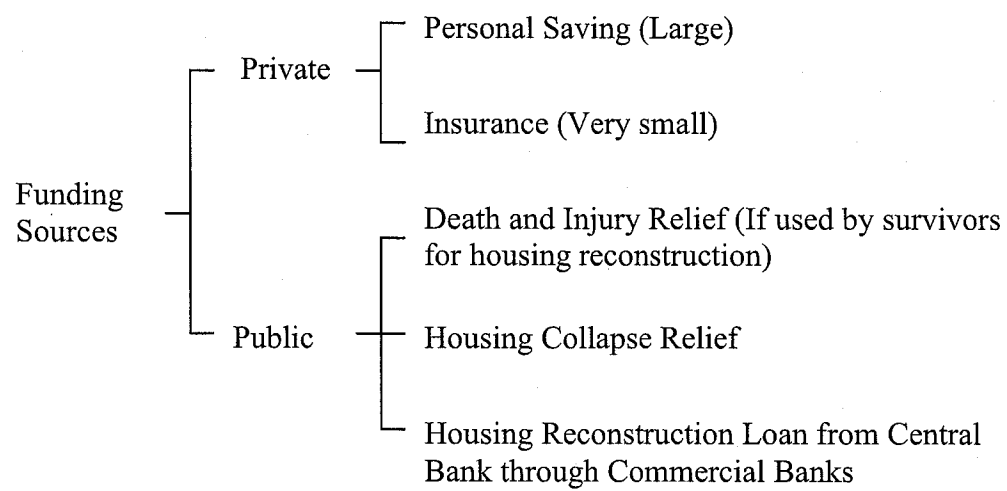 Personal Saving (Large)
Private
Insurance (Very small)
Funding
Sources
Death and Injury Relief (If used by survivors
for housing reconstruction)
Public
Housing Collapse Relief
Housing Reconstruction Loan from Central
Bank through Commercial Banks